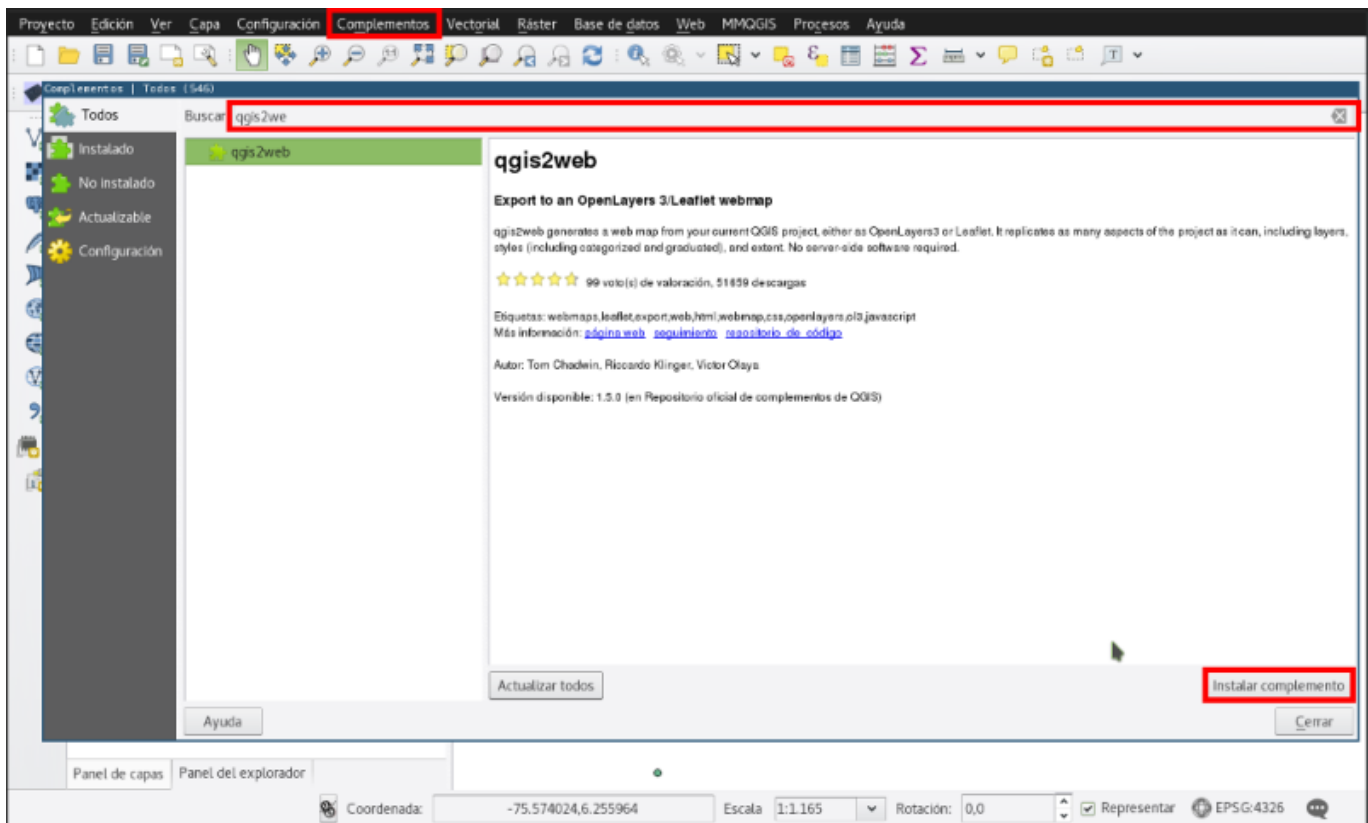 Proyecto Edición Ver Capa Configuración Complementos Vectorial Ráster Base de datos Web MMQGIS Procesos Ayuda
Complementos | Todos (546)
Todos
Buscar qgis2we
Instalado
qgis2web
No instalado
Actualizable
Configuración
qgis2web
Export to an OpenLayers 3/Leaflet webmap
qgis2web generates a web map from your current QGIS project, either as OpenLayers3 or Leaflet. It replicates as many aspects of the project as it can, including layers,
styles (including categorized and graduated), and extent. No server-side software required.
99 voto(s) de valoración, 51659 descargas
Etiquetas: webmaps,leaflet,export,web,html,webmap,css,openlayers,ol3,javascript
Más información: página web seguimiento repositorio de código
Autor: Tom Chadwin, Riccardo Klinger, Victor Olaya
Versión disponible: 1.5.0 (en Repositorio oficial de complementos de QGIS)
Actualizar todos
Instalar complemento
Ayuda
Cerrar
Panel de capas Panel del explorador
Coordenada: -75.574024,6.255964 Escala 1:1.165 Rotación: 0,0 Representar EPSG:4326